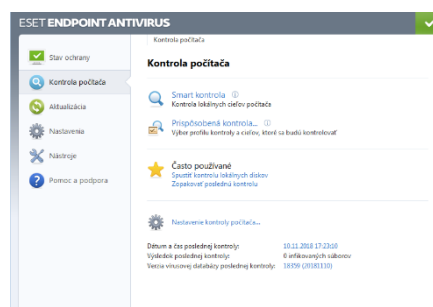 ESET ENDPOINT ANTIVIRUS
Kontrola počítača
Stav ochrany
Kontrola počítača
Aktualizácia
Nastavenia
Nástroje
Pomoc a podpora
Kontrola počítača
Smart kontrola
Kontrola lokálnych cieľov počítača
Prispôsobená kontrola...
Výber profilu kontroly a cieľov, ktoré sa budú kontrolovať
Často používané
Spustiť kontrolu lokálnych diskov
Zopakovať poslednú kontrolu
Nastavenie kontroly počítača...
Dátum a čas poslednej kontroly: 10.11.2018 17:23:10
Výsledok poslednej kontroly: 0 infikovaných súborov
Verzia vírusovej databázy poslednej kontroly: 18359 (20181110)